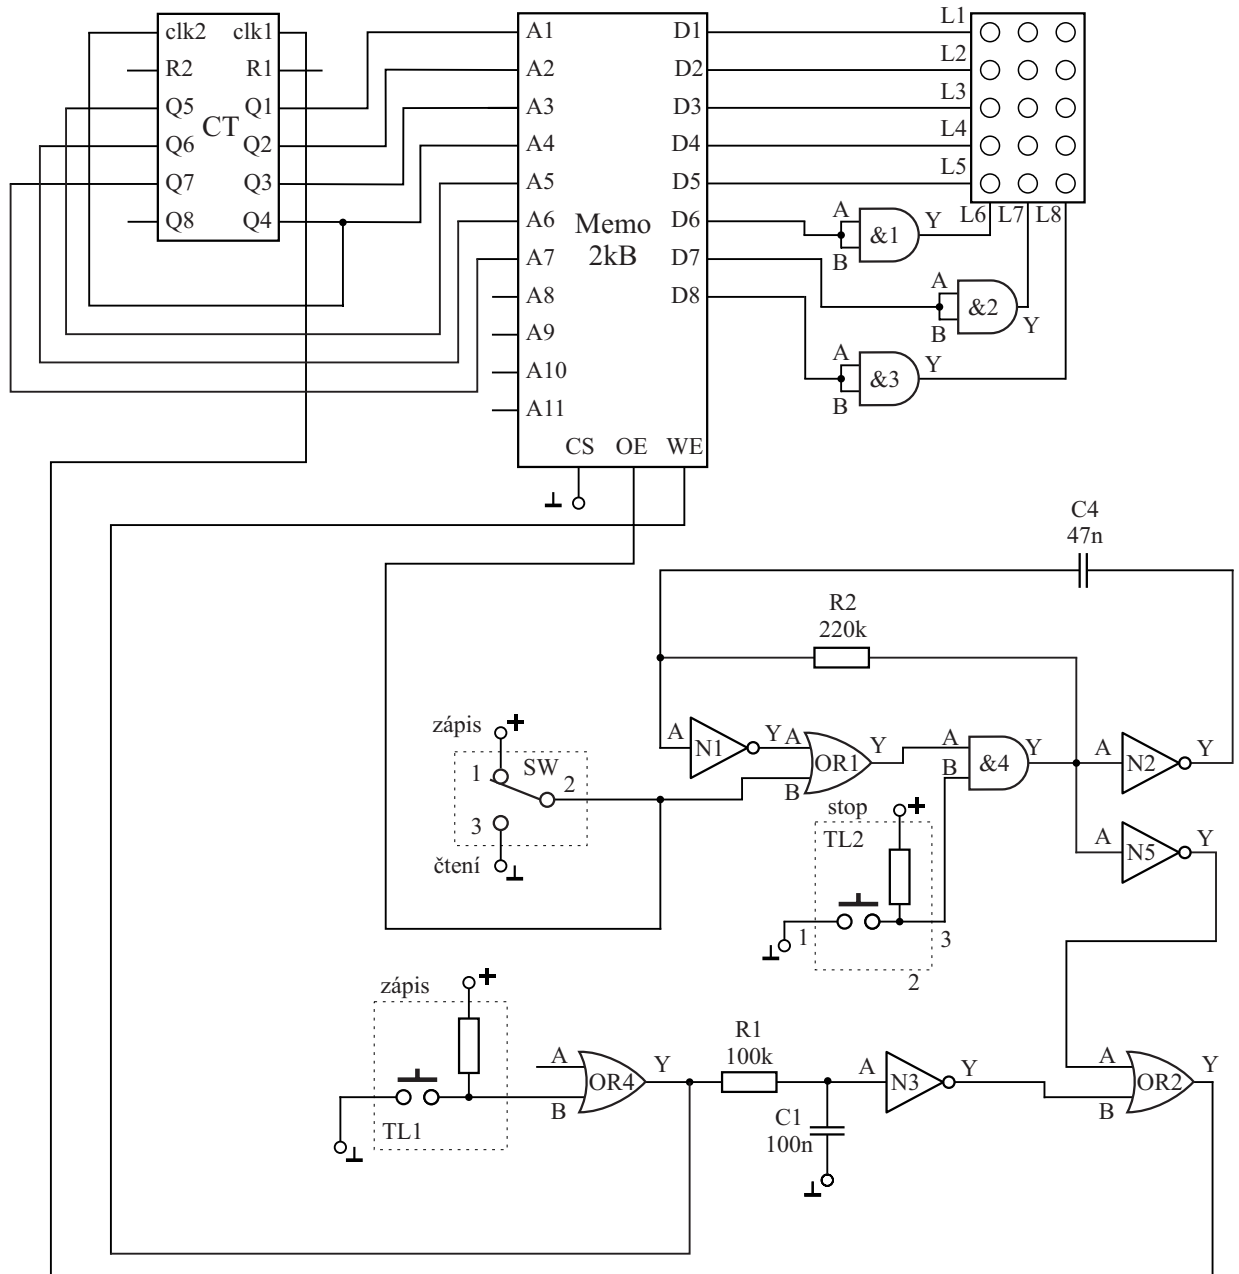 clk2 clk1
R2 R1
Q5 Q1
CT
Q6 Q2
Q7 Q3
Q8 Q4
A1 D1
A2 D2
A3 D3
A4 D4
A5 D5
A6 D6
A7 D7
A8 D8
A9
A10
A11
Memo
2kB
CS OE WE
L1
L2
L3
L4
L5
L6 L7 L8
A
B
&1
Y
A
B
&2
Y
A
B
&3
Y
C4
47n
R2
220k
zápis +
1
SW
2
3
čtení
A N1 Y
A
B
OR1
Y
A
B
&4
Y
A N2 Y
A N5 Y
stop +
TL2
1
3
2
zápis +
TL1
A
B
OR4
Y
R1
100k
C1
100n
A N3 Y
A
B
OR2
Y